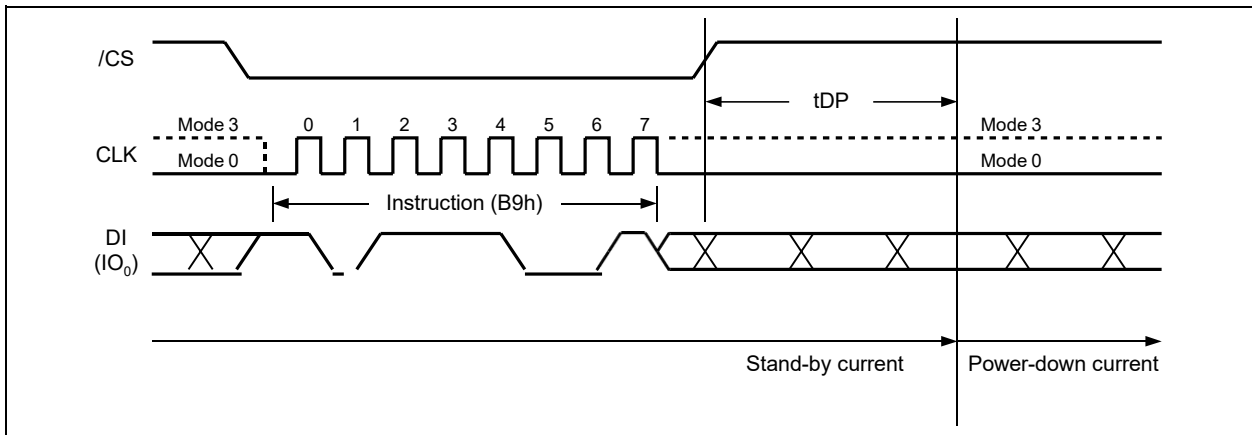 /CS
tDP
Mode 3 0 1 2 3 4 5 6 7 Mode 3
CLK
Mode 0 Mode 0
Instruction (B9h)
DI
(IO₀)
Stand-by current Power-down current